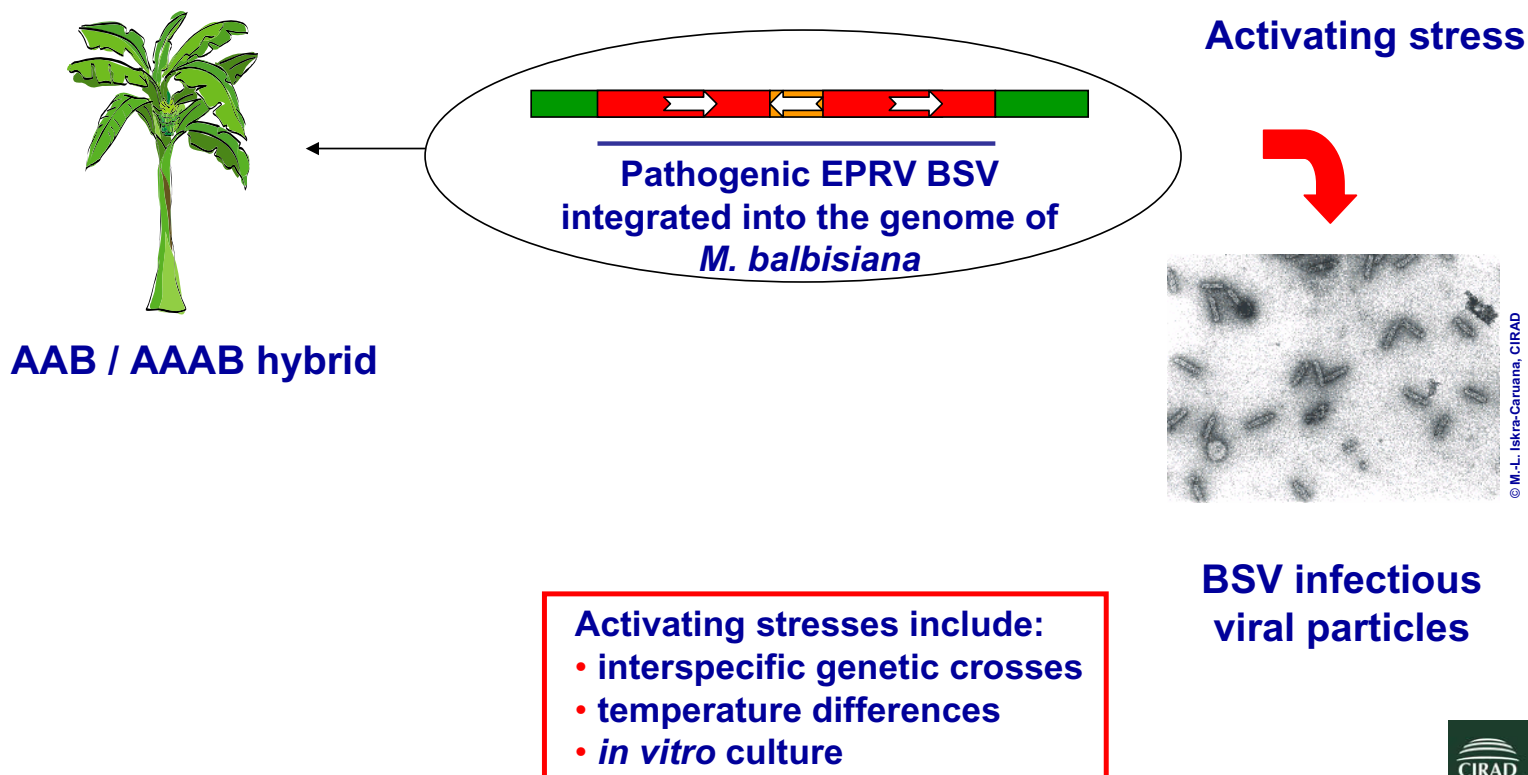 Activating stress
Pathogenic EPRV BSV
integrated into the genome of
M. balbisiana
AAB / AAAB hybrid
© M.-L. Iskra-Caruana, CIRAD
BSV infectious
viral particles
Activating stresses include:
• interspecific genetic crosses
• temperature differences
• in vitro culture
CIRAD